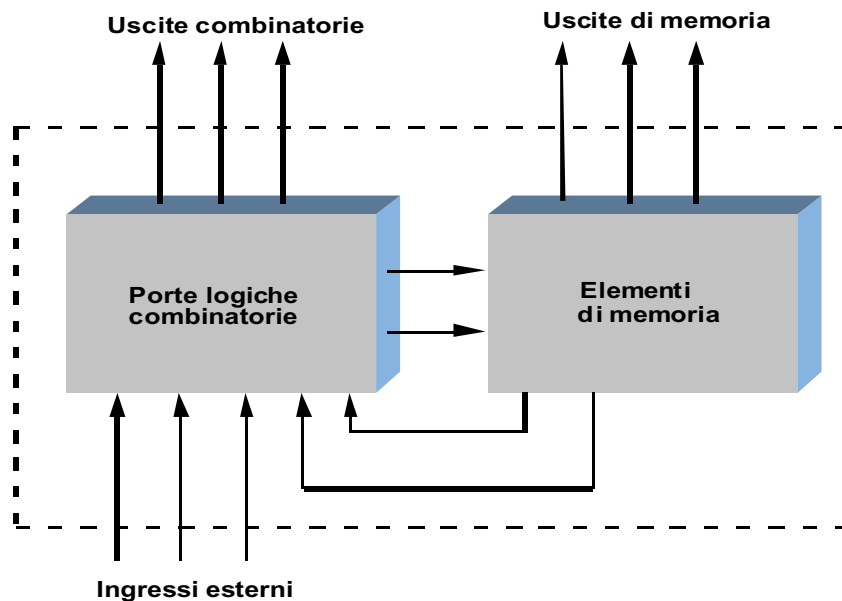 Uscite combinatorie
Uscite di memoria
Porte logiche
combinatorie
Elementi
di memoria
Ingressi esterni